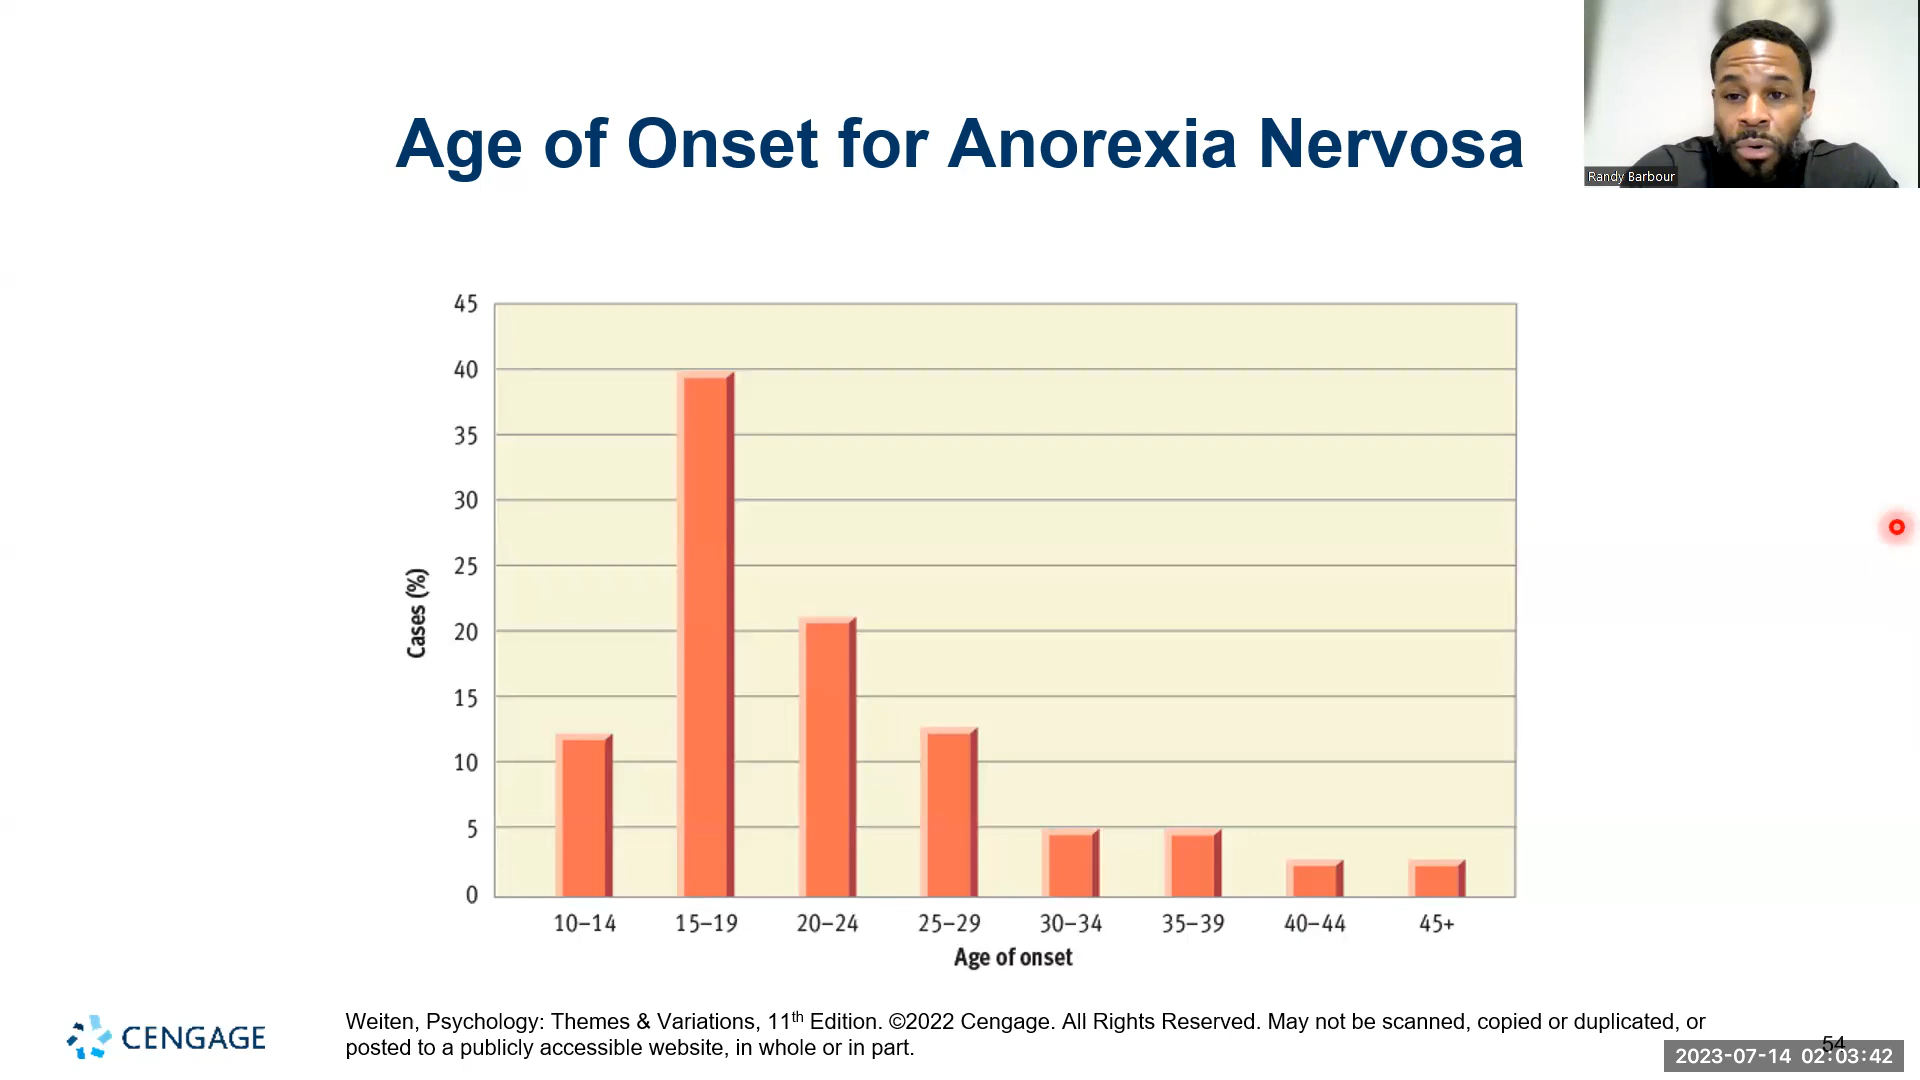 Age of Onset for Anorexia Nervosa
Randy Barbour
45
40
35
30
25
20
15
10
5
0
Cases (%)
10–14 15–19 20–24 25–29 30–34 35–39 40–44 45+
Age of onset
CENGAGE
Weiten, Psychology: Themes & Variations, 11th Edition. ©2022 Cengage. All Rights Reserved. May not be scanned, copied or duplicated, or
posted to a publicly accessible website, in whole or in part.
54
2023-07-14 02:03:42